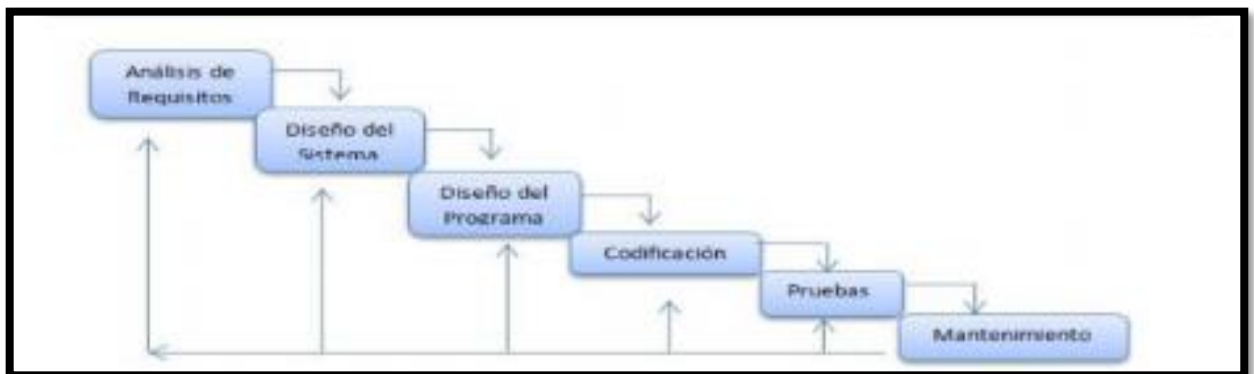 Análisis de
Requisitos
Diseño del
Sistema
Diseño del
Programa
Codificación
Pruebas
Mantenimiento